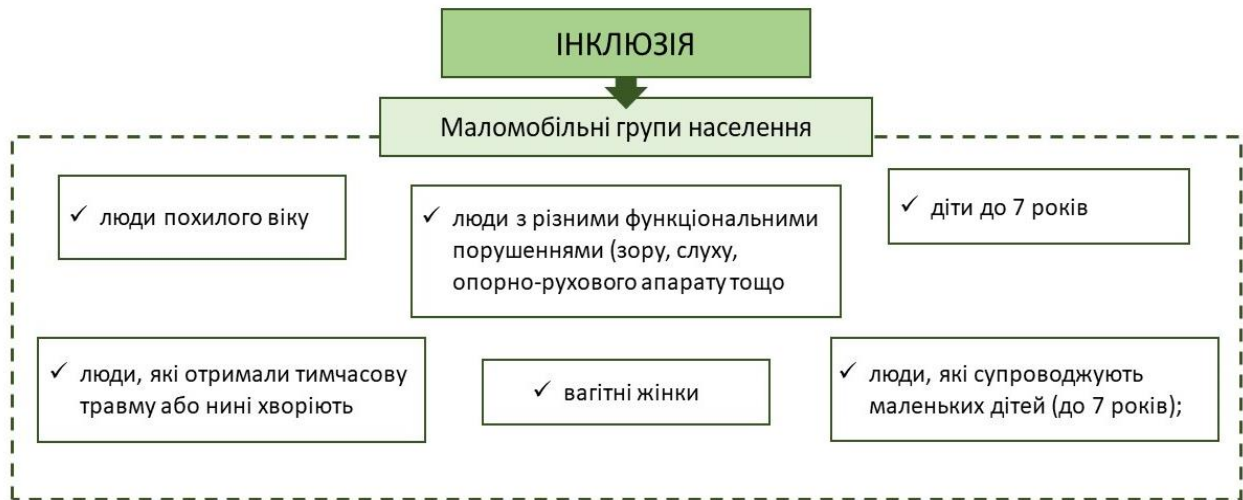 ІНКЛЮЗІЯ
Маломобільні групи населення
✓ люди похилого віку
✓ люди з різними функціональними
порушеннями (зору, слуху,
опорно-рухового апарату тощо
✓ діти до 7 років
✓ люди, які отримали тимчасову
травму або нині хворіють
✓ вагітні жінки
✓ люди, які супроводжують
маленьких дітей (до 7 років);